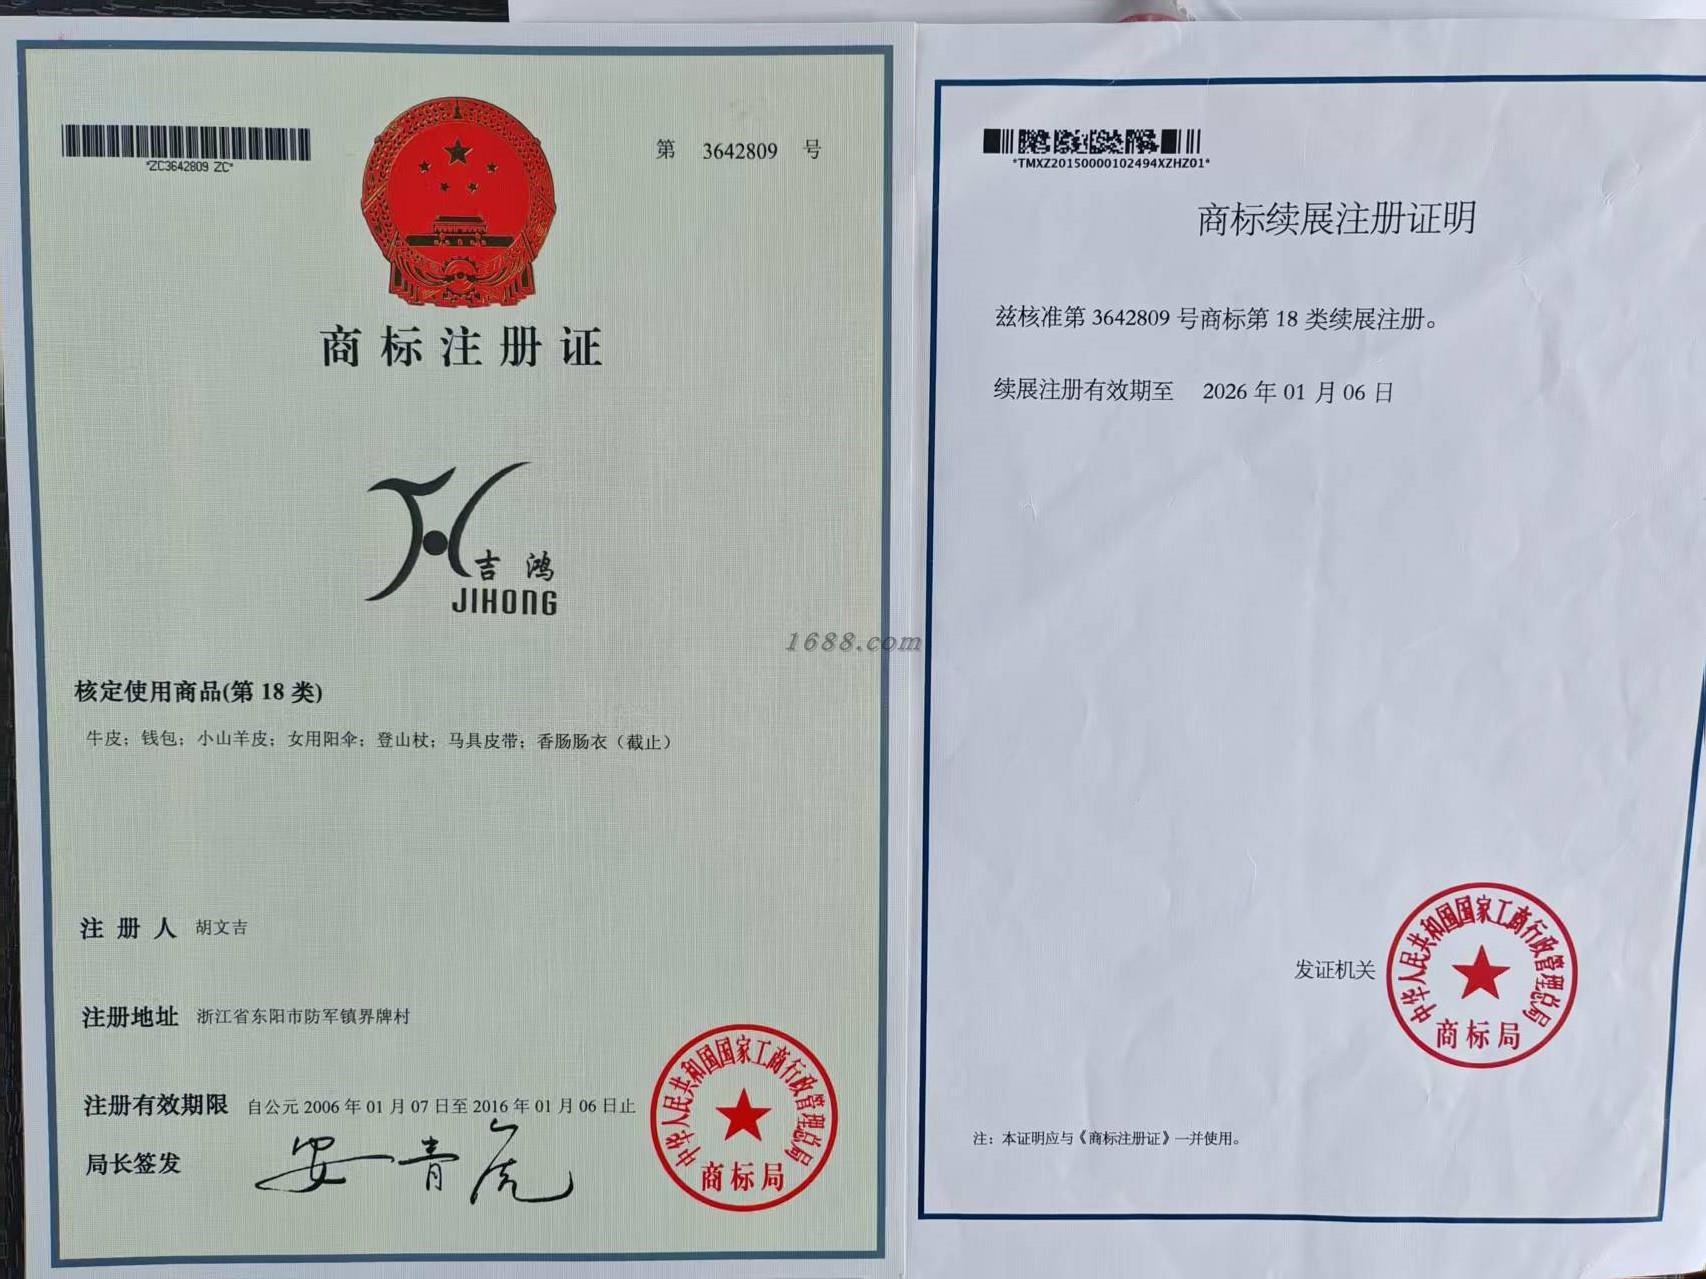 *ZC3642809 ZC*
第 3642809 号
商标注册证
吉鸿
JIHONG
核定使用商品(第 18 类)
牛皮；钱包；小山羊皮；女用阳伞；登山杖；马具皮带；香肠肠衣（截止）
注册人 胡文吉
注册地址 浙江省东阳市防军镇界牌村
注册有效期限 自公元 2006 年 01 月 07 日至 2016 年 01 月 06 日止
局长签发 安青虎
中华人民共和国国家工商行政管理总局
商标局
1688.com
*TMXZ20150000102494XZHZ01*
商标续展注册证明
兹核准第 3642809 号商标第 18 类续展注册。
续展注册有效期至 2026 年 01 月 06 日
发证机关
中华人民共和国国家工商行政管理总局
商标局
注：本证明应与《商标注册证》一并使用。